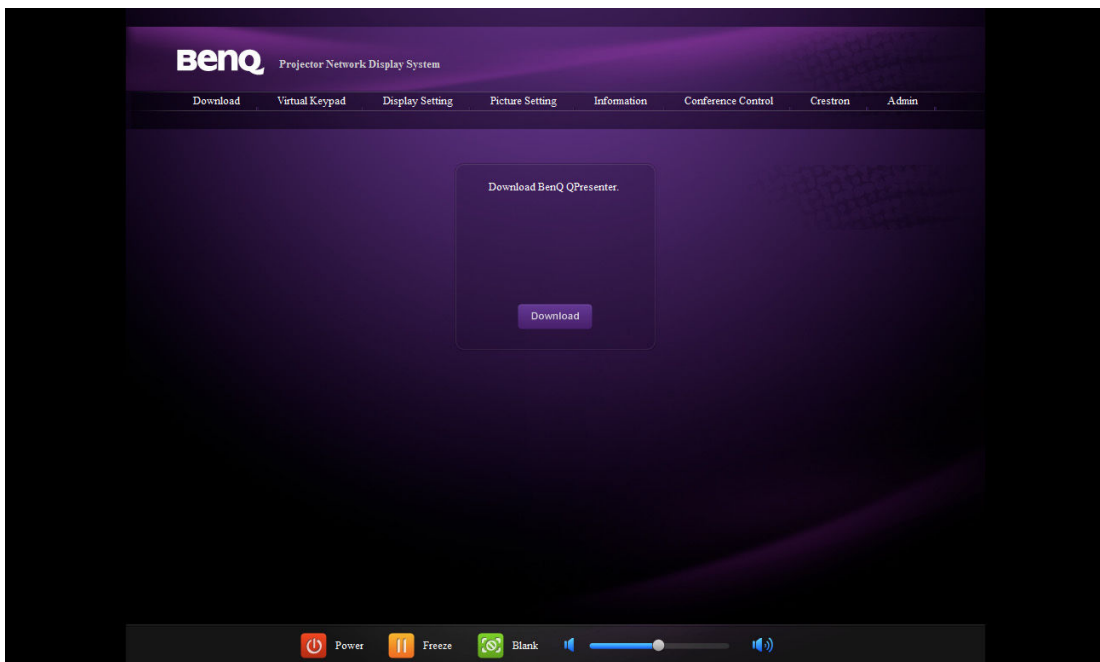 BenQ Projector Network Display System
Download Virtual Keypad Display Setting Picture Setting Information Conference Control Crestron Admin
Download BenQ QPresenter.
Download
Power Freeze Blank